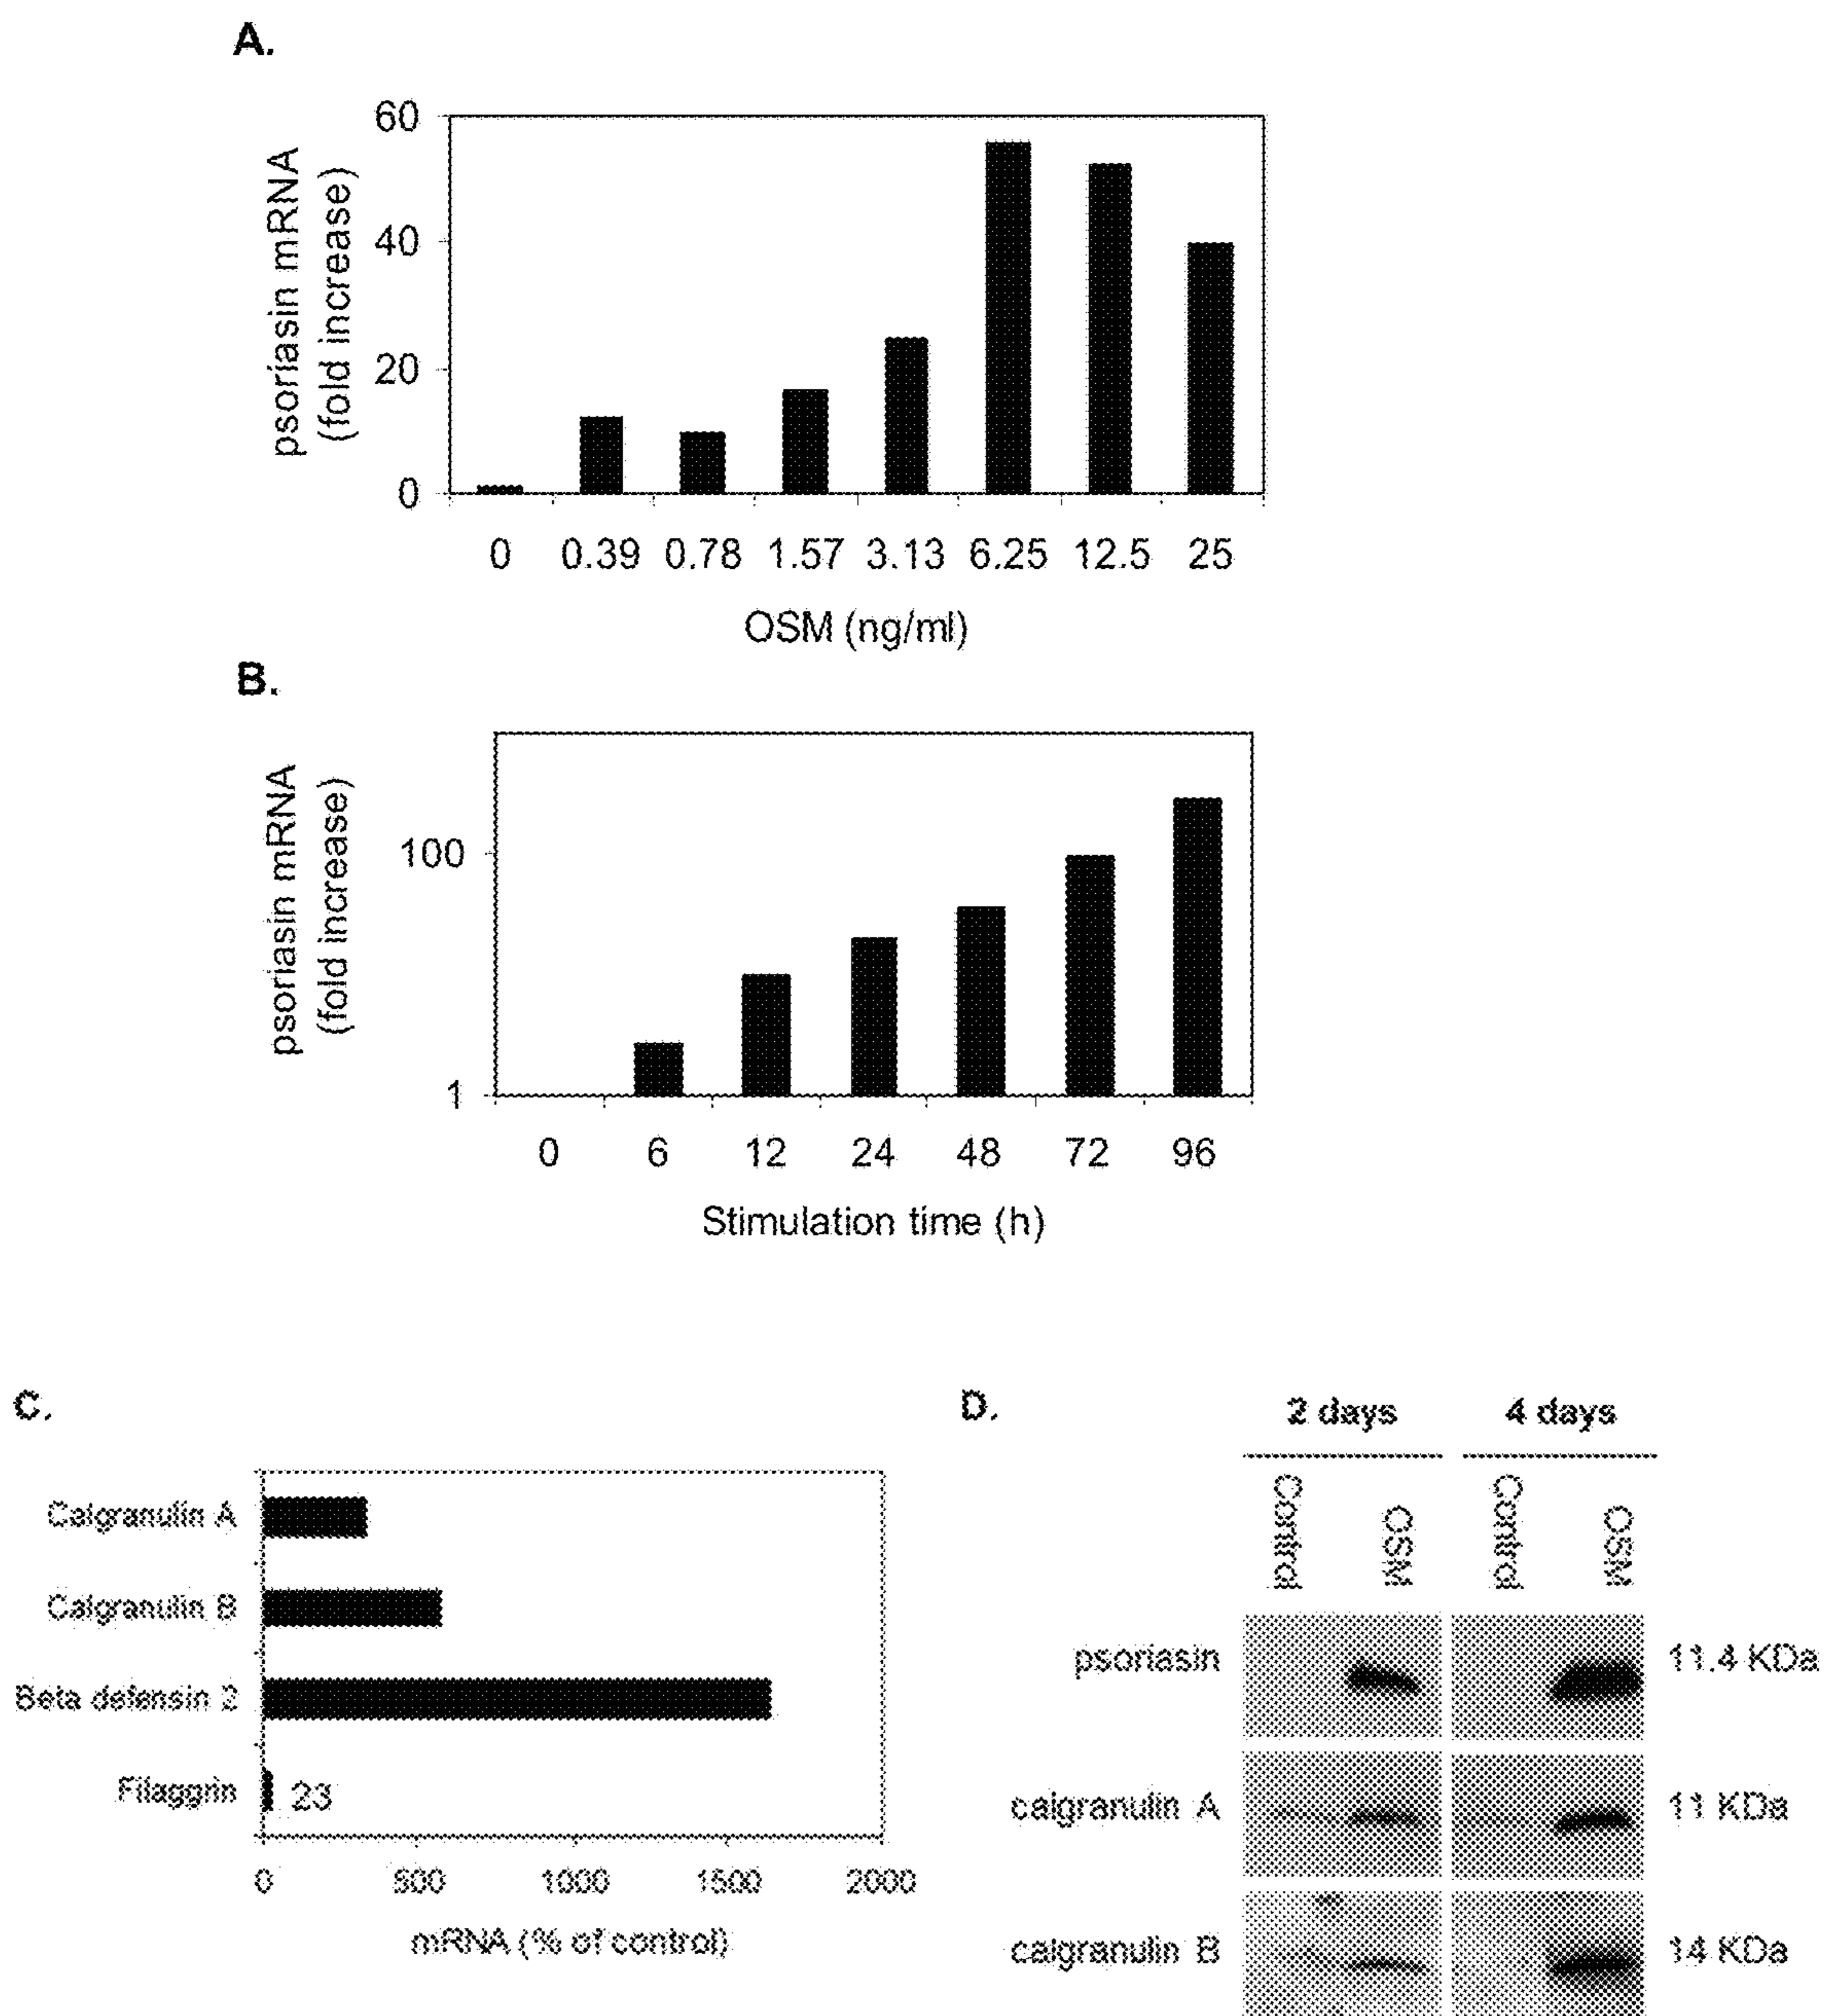 A.
psoriasin mRNA
(fold increase)
60
40
20
0
0 0.39 0.78 1.57 3.13 6.25 12.5 25
OSM (ng/ml)
B.
psoriasin mRNA
(fold increase)
100
1
0 6 12 24 48 72 96
Stimulation time (h)
C.
Calgranulin A
Calgranulin B
Beta defensin 2
Filaggrin 23
0 500 1000 1500 2000
mRNA (% of control)
D.
2 days 4 days
Control OSM Control OSM
psoriasin 11.4 KDa
calgranulin A 11 KDa
calgranulin B 14 KDa